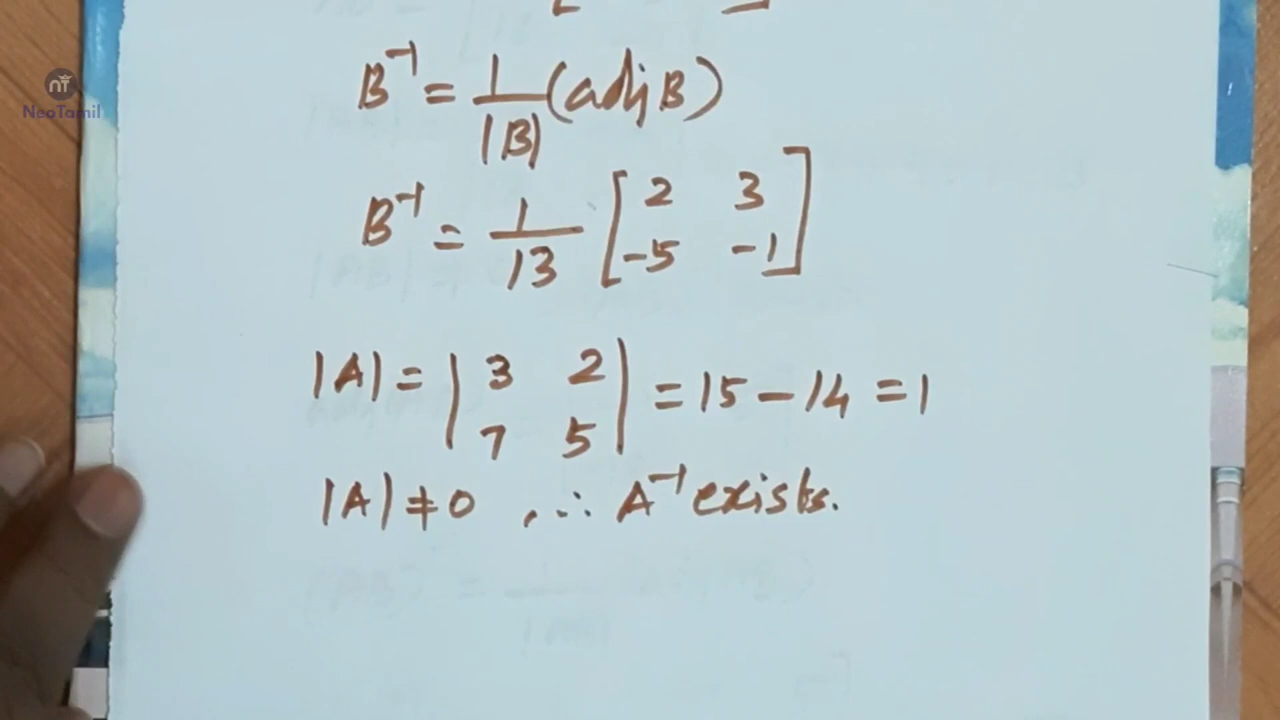 NT
NeoTamil
B⁻¹ = 1/|B| (adj B)
B⁻¹ = 1/13 [2 3
-5 -1]
|A| = |3 2
7 5| = 15 - 14 = 1
|A| ≠ 0 , ∴ A⁻¹ exists.